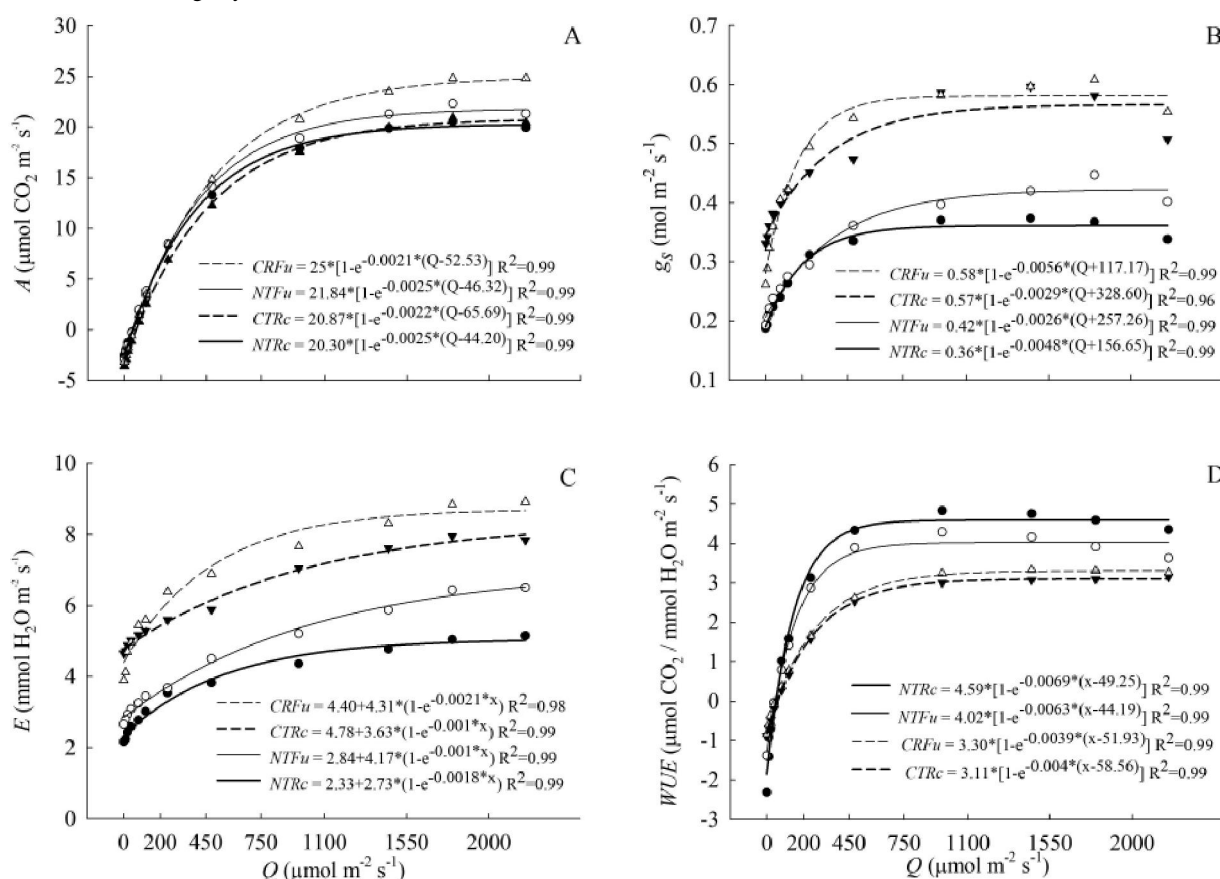 A
30
25
20
15
10
5
0
-5
A (μmol CO2 m-2 s-1)
CRFu = 25*[1-e-0.0021*(Q-52.53)] R2=0.99
NTFu = 21.84*[1-e-0.0025*(Q-46.32)] R2=0.99
CTRc = 20.87*[1-e-0.0022*(Q-65.69)] R2=0.99
NTRc = 20.30*[1-e-0.0025*(Q-44.20)] R2=0.99
B
0.7
0.6
0.5
0.4
0.3
0.2
0.1
gs (mol m-2 s-1)
CRFu = 0.58*[1-e-0.0056*(Q+117.17)] R2=0.99
CTRc = 0.57*[1-e-0.0029*(Q+328.60)] R2=0.96
NTFu = 0.42*[1-e-0.0026*(Q+257.26)] R2=0.99
NTRc = 0.36*[1-e-0.0048*(Q+156.65)] R2=0.99
C
10
8
6
4
2
0
E (mmol H2O m-2 s-1)
CRFu = 4.40+4.31*(1-e-0.0021*x) R2=0.98
CTRc = 4.78+3.63*(1-e-0.001*x) R2=0.99
NTFu = 2.84+4.17*(1-e-0.001*x) R2=0.99
NTRc = 2.33+2.73*(1-e-0.0018*x) R2=0.99
0 200 450 750 1100 1550 2000
Q (μmol m-2 s-1)
D
6
5
4
3
2
1
0
-1
-2
-3
WUE (μmol CO2 / mmol H2O m-2 s-1)
NTRc = 4.59*[1-e-0.0069*(x-49.25)] R2=0.99
NTFu = 4.02*[1-e-0.0063*(x-44.19)] R2=0.99
CRFu = 3.30*[1-e-0.0039*(x-51.93)] R2=0.99
CTRc = 3.11*[1-e-0.004*(x-58.56)] R2=0.99
0 200 450 750 1100 1550 2000
Q (μmol m-2 s-1)